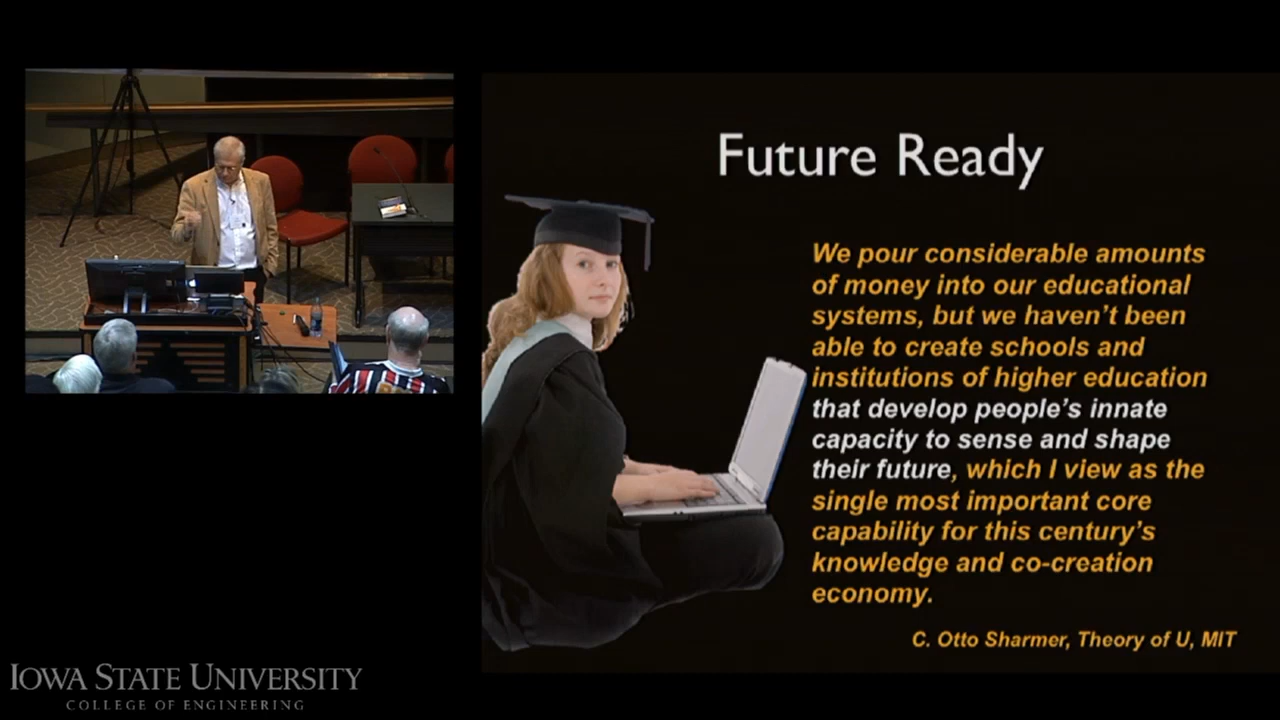 Future Ready
We pour considerable amounts
of money into our educational
systems, but we haven't been
able to create schools and
institutions of higher education
that develop people's innate
capacity to sense and shape
their future, which I view as the
single most important core
capability for this century's
knowledge and co-creation
economy.
C. Otto Sharmer, Theory of U, MIT
IOWA STATE UNIVERSITY
COLLEGE OF ENGINEERING